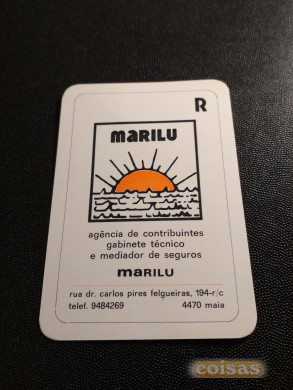 R
maRILU
agência de contribuintes
gabinete técnico
e mediador de seguros
maRILU
rua dr. carlos pires felgueiras, 194-r/c
telef. 9484269 4470 maia
coisas